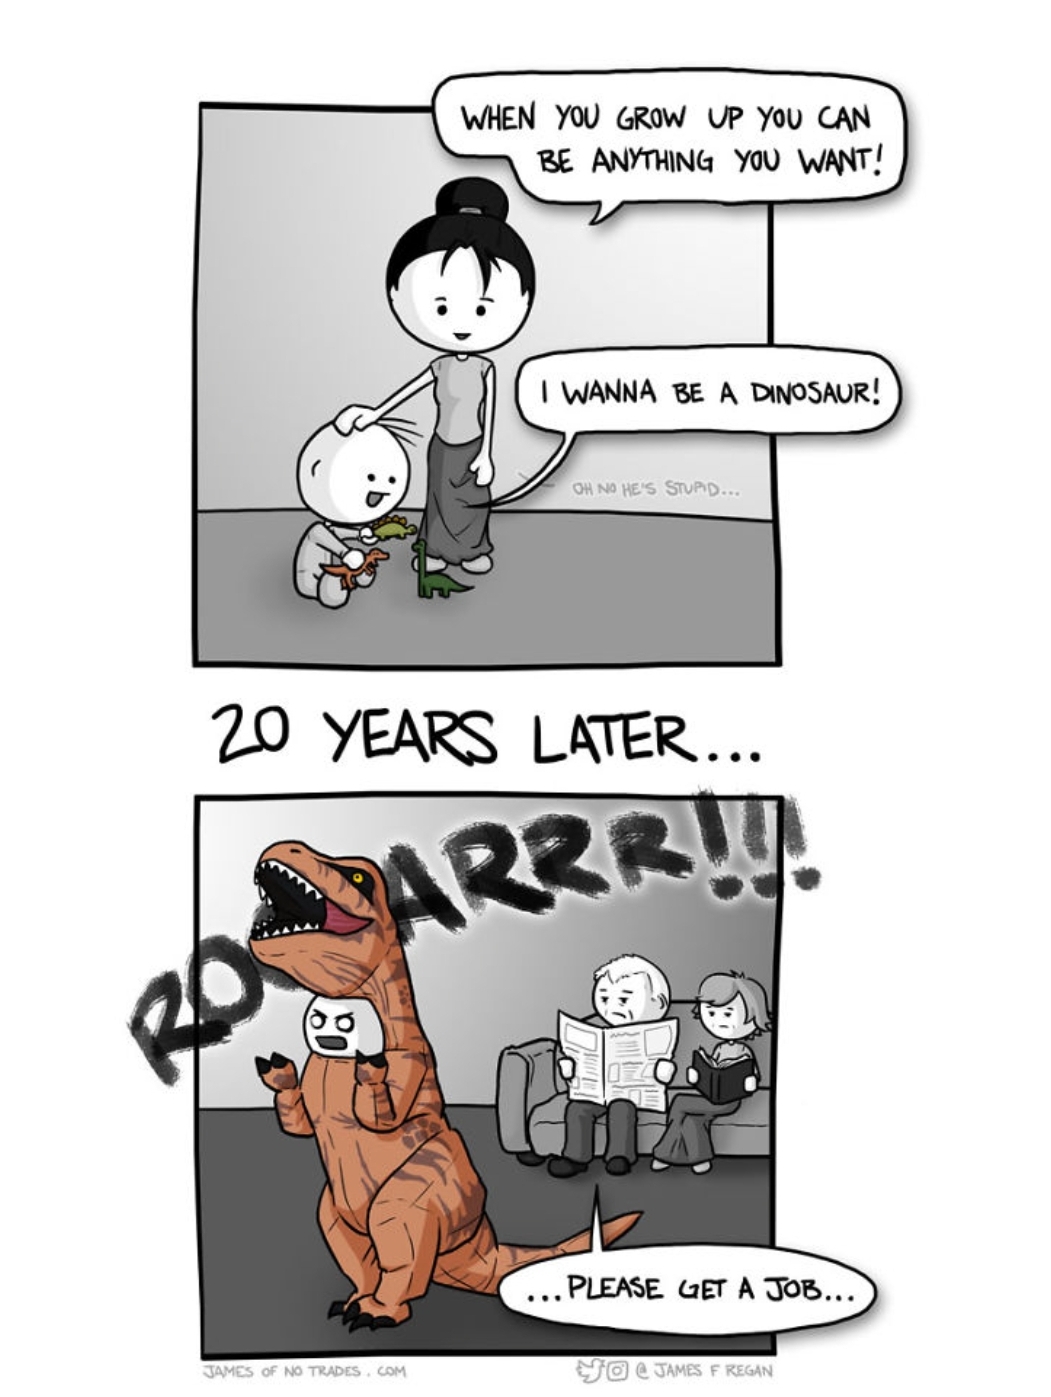 WHEN YOU GROW UP YOU CAN
BE ANYTHING YOU WANT!
I WANNA BE A DINOSAUR!
OH NO HE'S STUPID...
20 YEARS LATER...
ROOARRRR!!!
...PLEASE GET A JOB...
JAMES OF NO TRADES . COM
@ JAMES F REGAN